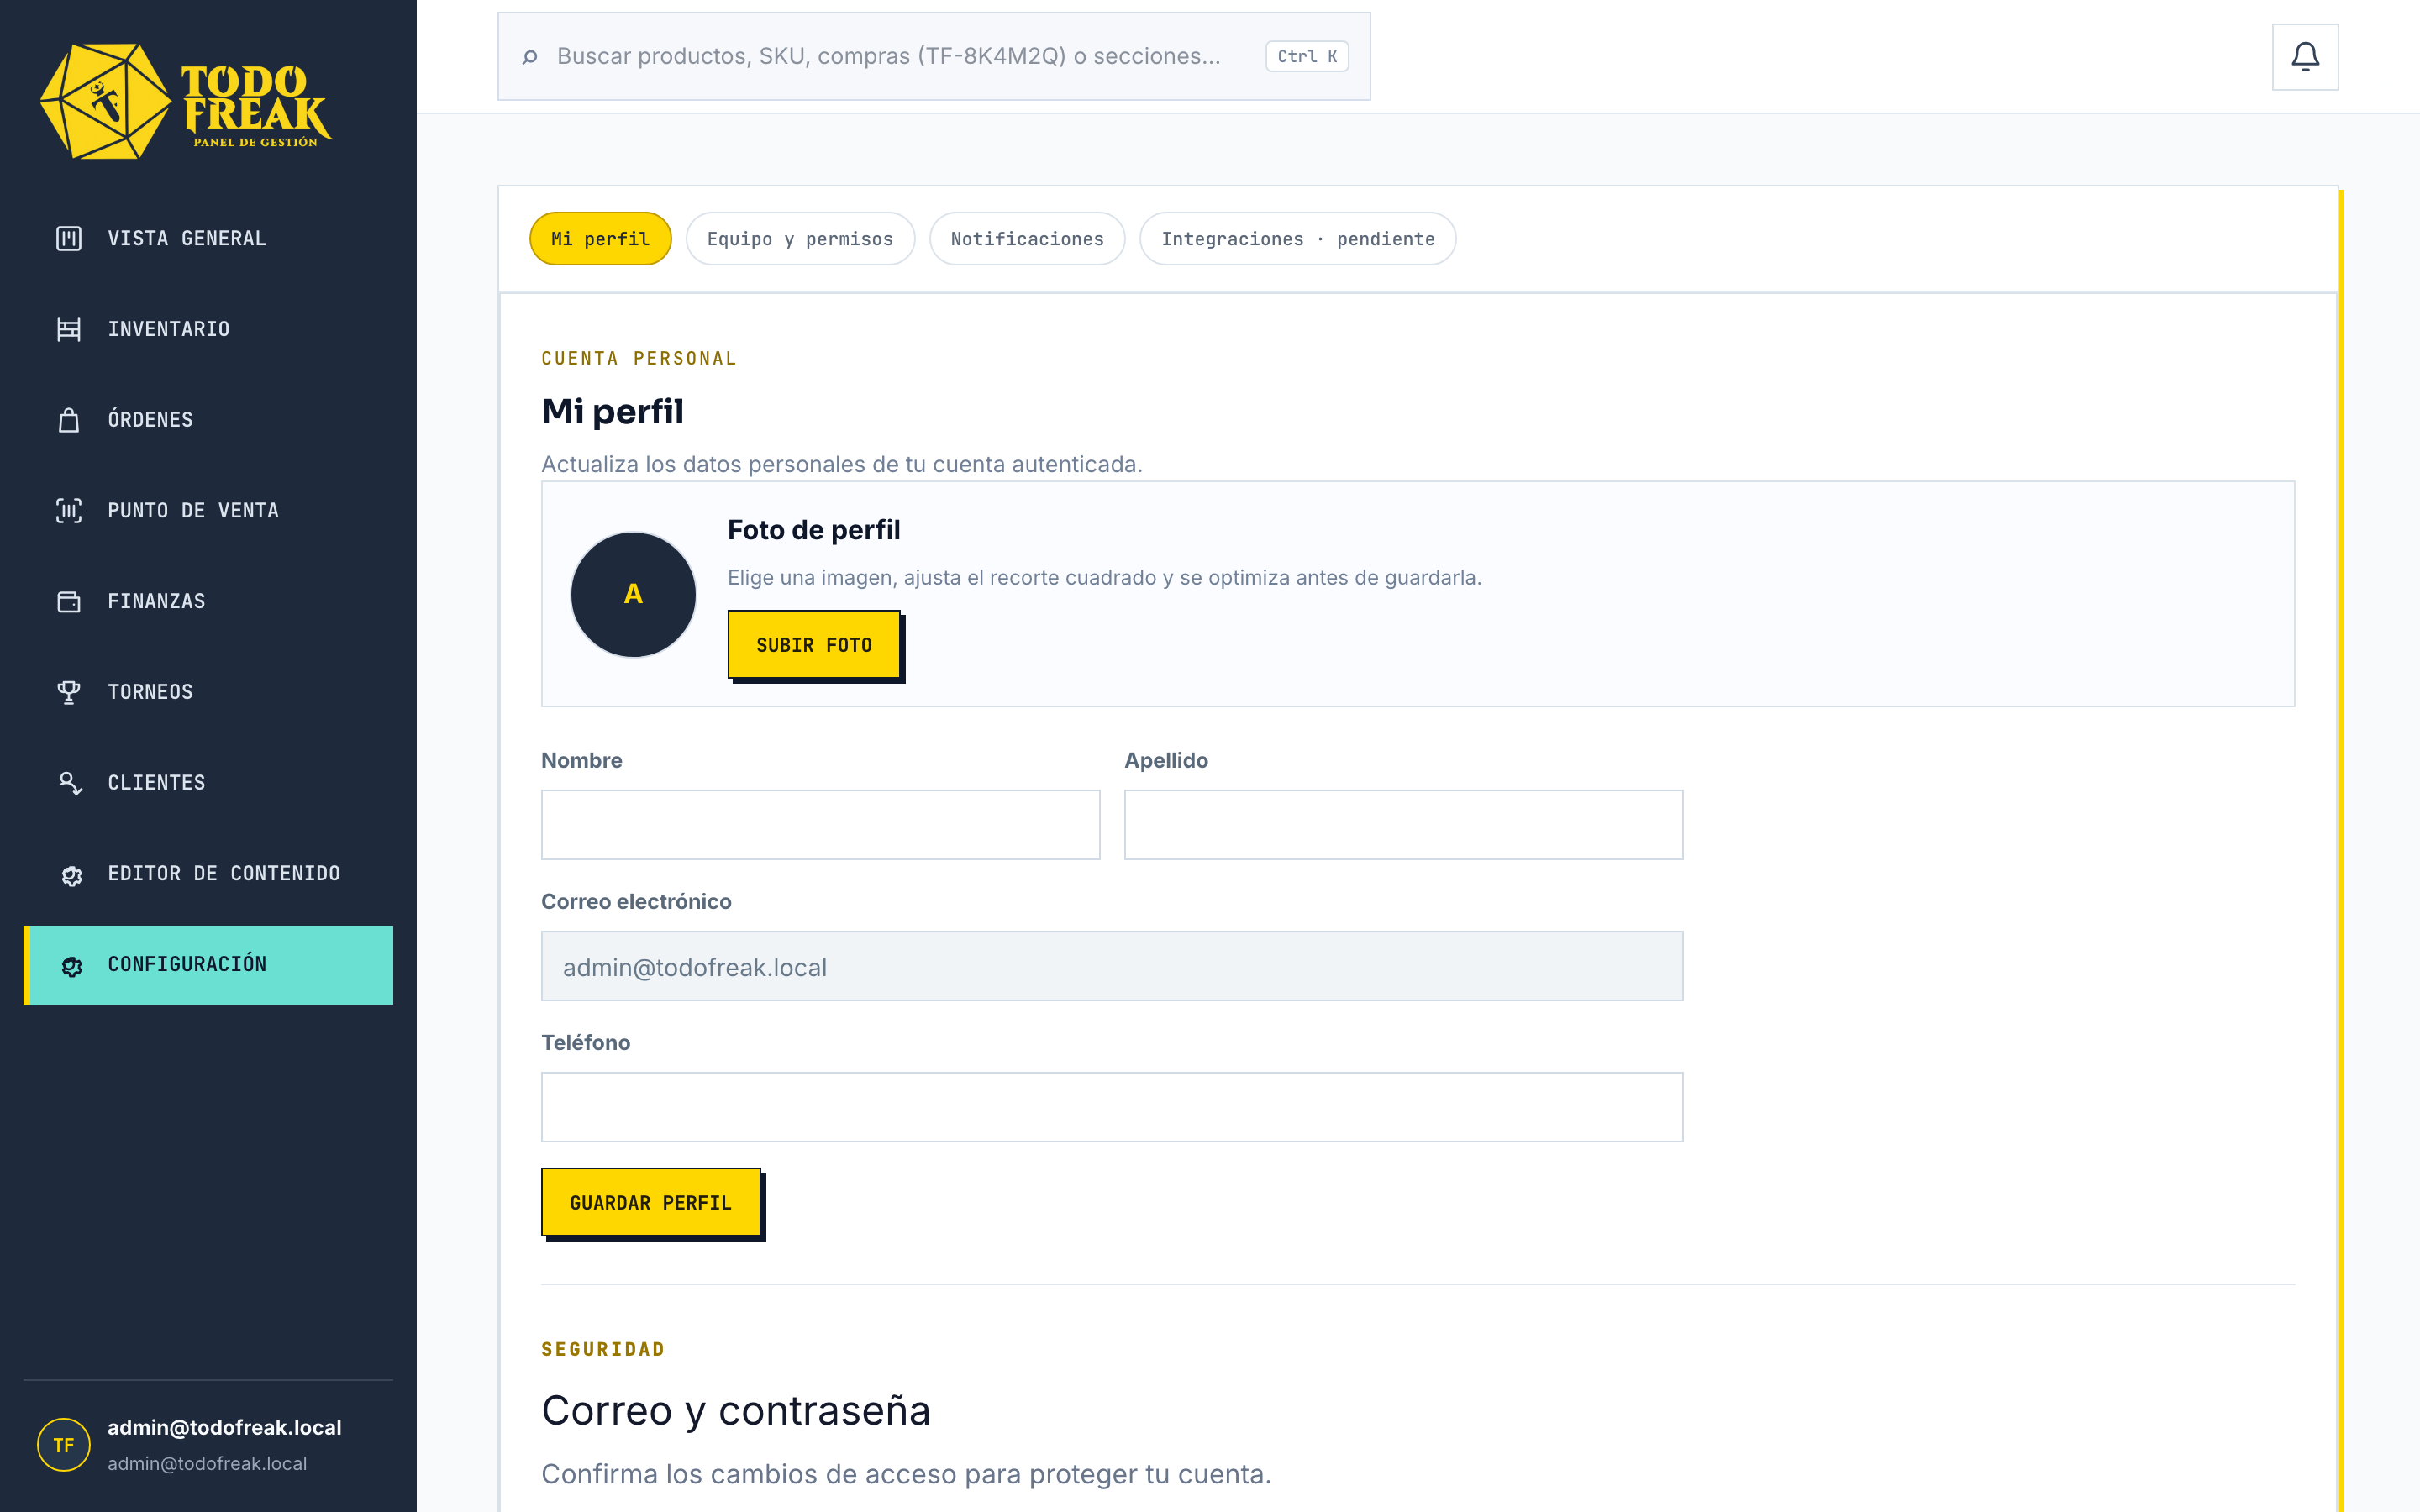 TODO
FREAK
PANEL DE GESTIÓN
VISTA GENERAL
INVENTARIO
ÓRDENES
PUNTO DE VENTA
FINANZAS
TORNEOS
CLIENTES
EDITOR DE CONTENIDO
CONFIGURACIÓN
TF
admin@todofreak.local
admin@todofreak.local
Buscar productos, SKU, compras (TF-8K4M2Q) o secciones...
Ctrl K
Mi perfil
Equipo y permisos
Notificaciones
Integraciones · pendiente
CUENTA PERSONAL
Mi perfil
Actualiza los datos personales de tu cuenta autenticada.
A
Foto de perfil
Elige una imagen, ajusta el recorte cuadrado y se optimiza antes de guardarla.
SUBIR FOTO
Nombre
Apellido
Correo electrónico
admin@todofreak.local
Teléfono
GUARDAR PERFIL
SEGURIDAD
Correo y contraseña
Confirma los cambios de acceso para proteger tu cuenta.